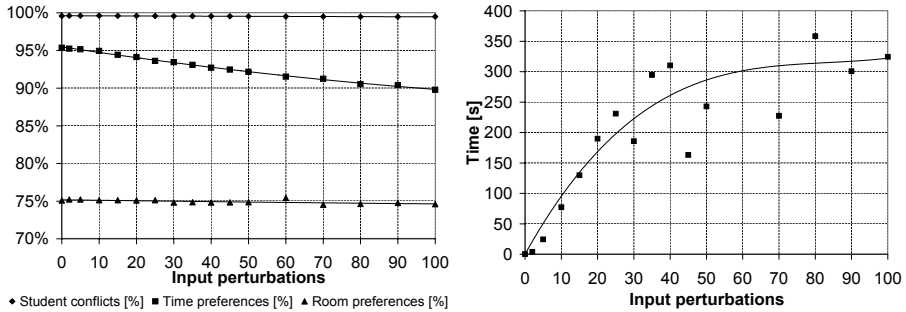 100%
95%
90%
85%
80%
75%
70%
0 10 20 30 40 50 60 70 80 90 100
Input perturbations
Student conflicts [%] Time preferences [%] Room preferences [%]
Time [s]
400
350
300
250
200
150
100
50
0
0 10 20 30 40 50 60 70 80 90 100
Input perturbations